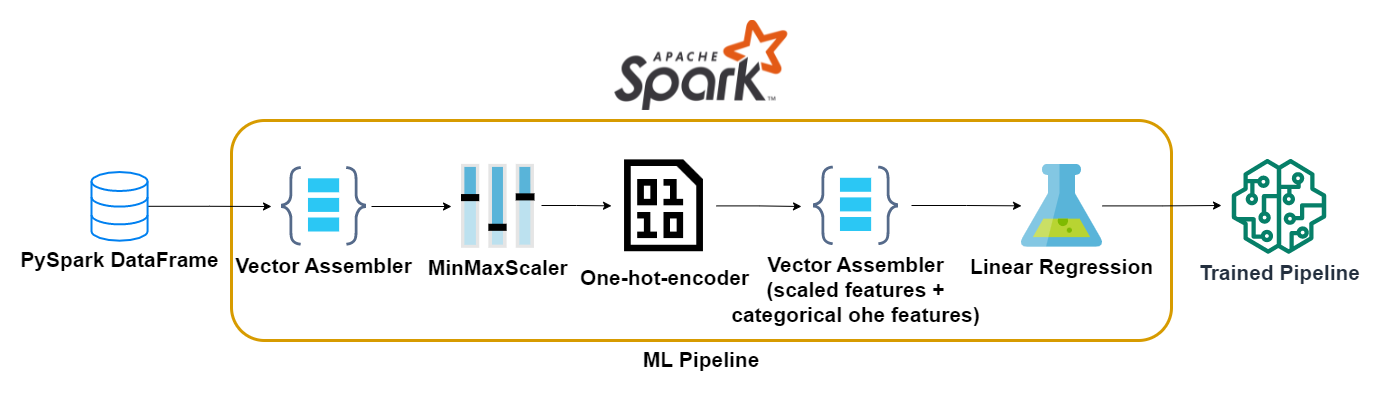 APACHE
Spark™
01
10
PySpark DataFrame
Vector Assembler
MinMaxScaler
One-hot-encoder
Vector Assembler
(scaled features +
categorical ohe features)
Linear Regression
Trained Pipeline
ML Pipeline